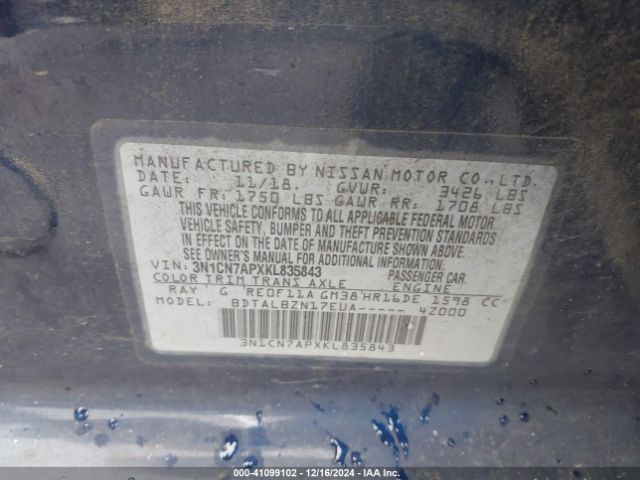 MANUFACTURED BY NISSAN MOTOR CO., LTD.
DATE: 11/18. GVUR: 3426 LBS
GAWR FR: 1750 LBS GAWR RR: 1708 LBS
THIS VEHICLE CONFORMS TO ALL APPLICABLE FEDERAL MOTOR
VEHICLE SAFETY, BUMPER AND THEFT PREVENTION STANDARDS
IN EFFECT ON THE DATE OF MANUFACTURE SHOWN ABOVE.
SEE OWNER'S MANUAL FOR ADDITIONAL INFORMATION.
VIN: 3N1CN7APXKL835843 PASSENGER CAR.
COLOR TRIM TRANS AXLE ENGINE
RAY G RE0F11A GM38 HR16DE 1598 CC
MODEL: BDTALBZN17EUA----- 4Z000
3N1CN7APXKL835843
000-41099102 - 12/16/2024 - IAA Inc.